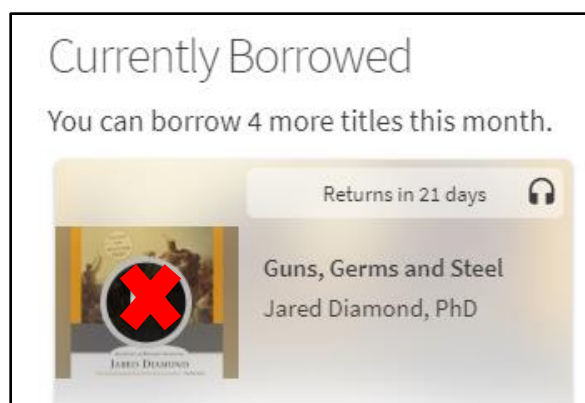 Currently Borrowed
You can borrow 4 more titles this month.
Returns in 21 days
Guns, Germs and Steel
Jared Diamond, PhD
JARED DIAMOND